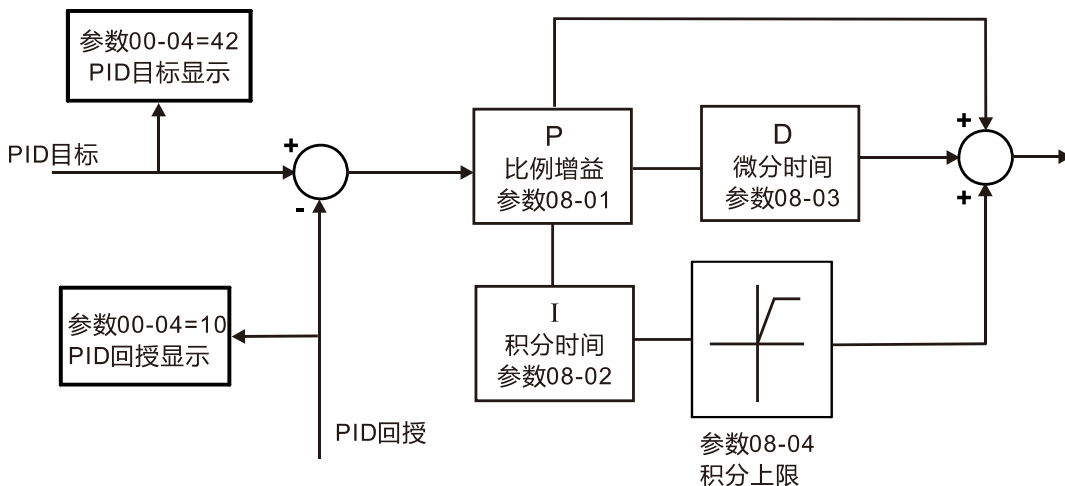 参数00-04=42
PID目标显示
PID目标
+
-
P
比例增益
参数08-01
D
微分时间
参数08-03
+
+
参数00-04=10
PID回授显示
I
积分时间
参数08-02
PID回授
参数08-04
积分上限